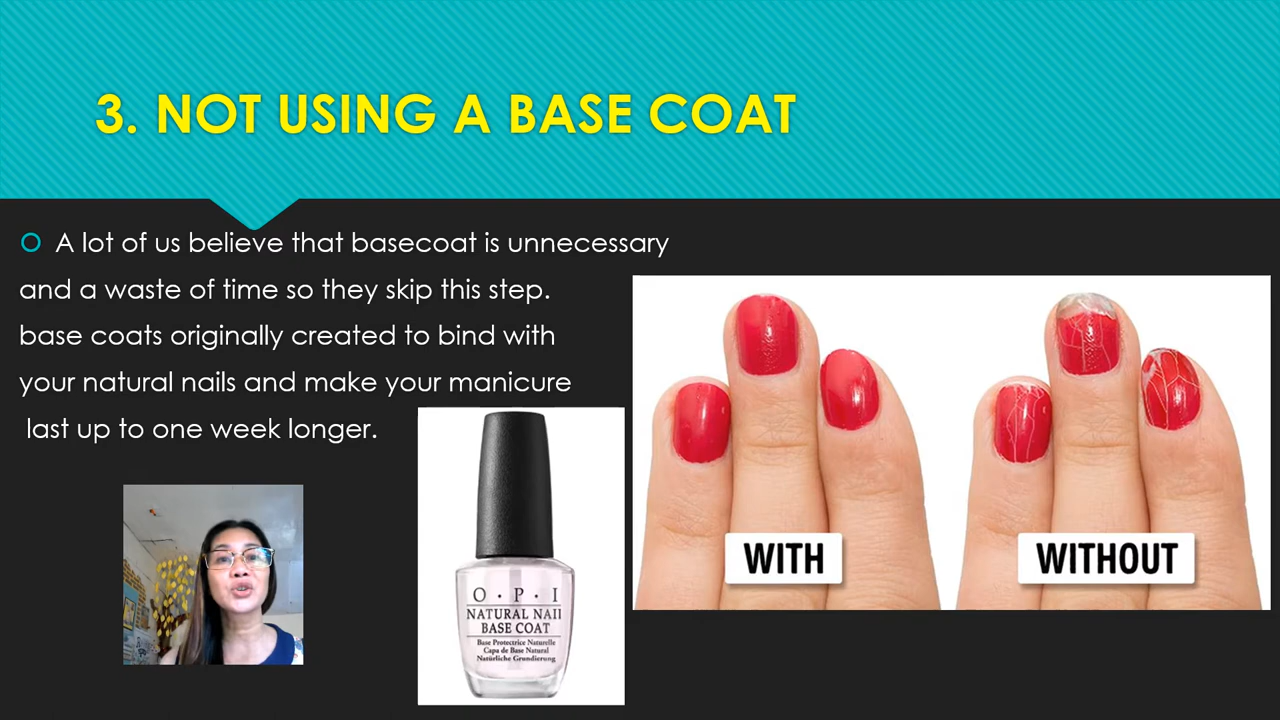 3. NOT USING A BASE COAT
A lot of us believe that basecoat is unnecessary
and a waste of time so they skip this step.
base coats originally created to bind with
your natural nails and make your manicure
last up to one week longer.
O·P·I
NATURAL NAIL
BASE COAT
Base Protectrice Naturelle
Capa de Base Natural
Natürliche Grundierung
WITH
WITHOUT